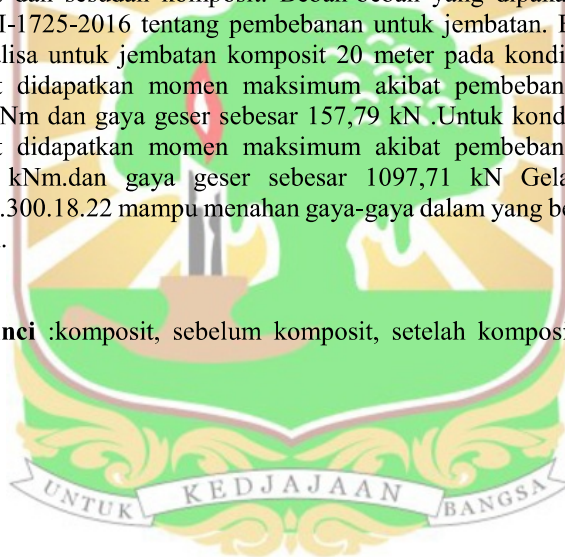 dan sesudah komposit. Beban-beban yang dipak
I-1725-2016 tentang pembebanan untuk jembatan.
alisa untuk jembatan komposit 20 meter pada kondi
t didapatkan momen maksimum akibat pembeban
Nm dan gaya geser sebesar 157,79 kN .Untuk kond
t didapatkan momen maksimum akibat pembeban
kNm.dan gaya geser sebesar 1097,71 kN Gela
.300.18.22 mampu menahan gaya-gaya dalam yang be
.
nci :komposit, sebelum komposit, setelah komposi
UNTUK KEDJAJAAN BANGSA